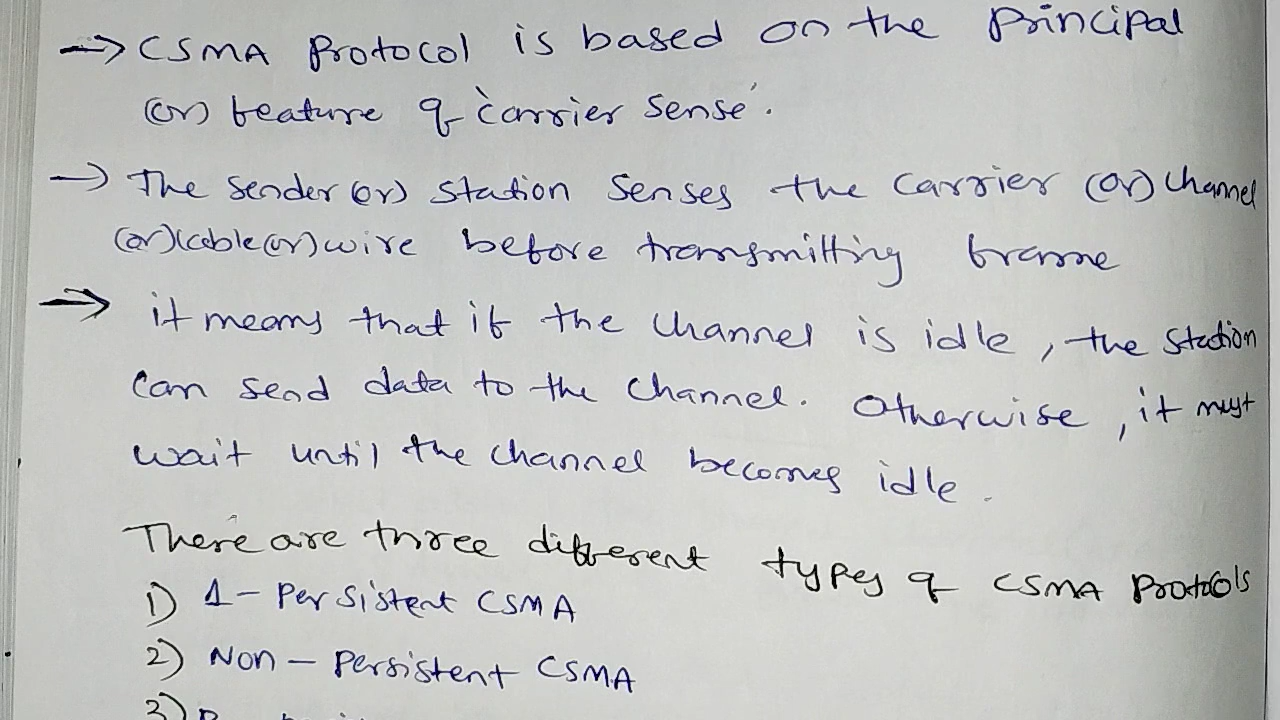 → CSMA Protocol is based on the Principal
(or) feature of 'carrier sense'.
→ The Sender (or) station Senses the carrier (or) channel
(or) cable (or) wire before transmitting frame
→ it means that if the channel is idle, the station
can send data to the channel. Otherwise, it must
wait until the channel becomes idle.
There are three different types of CSMA Protocols
1) 1-Persistent CSMA
2) Non-Persistent CSMA
3)